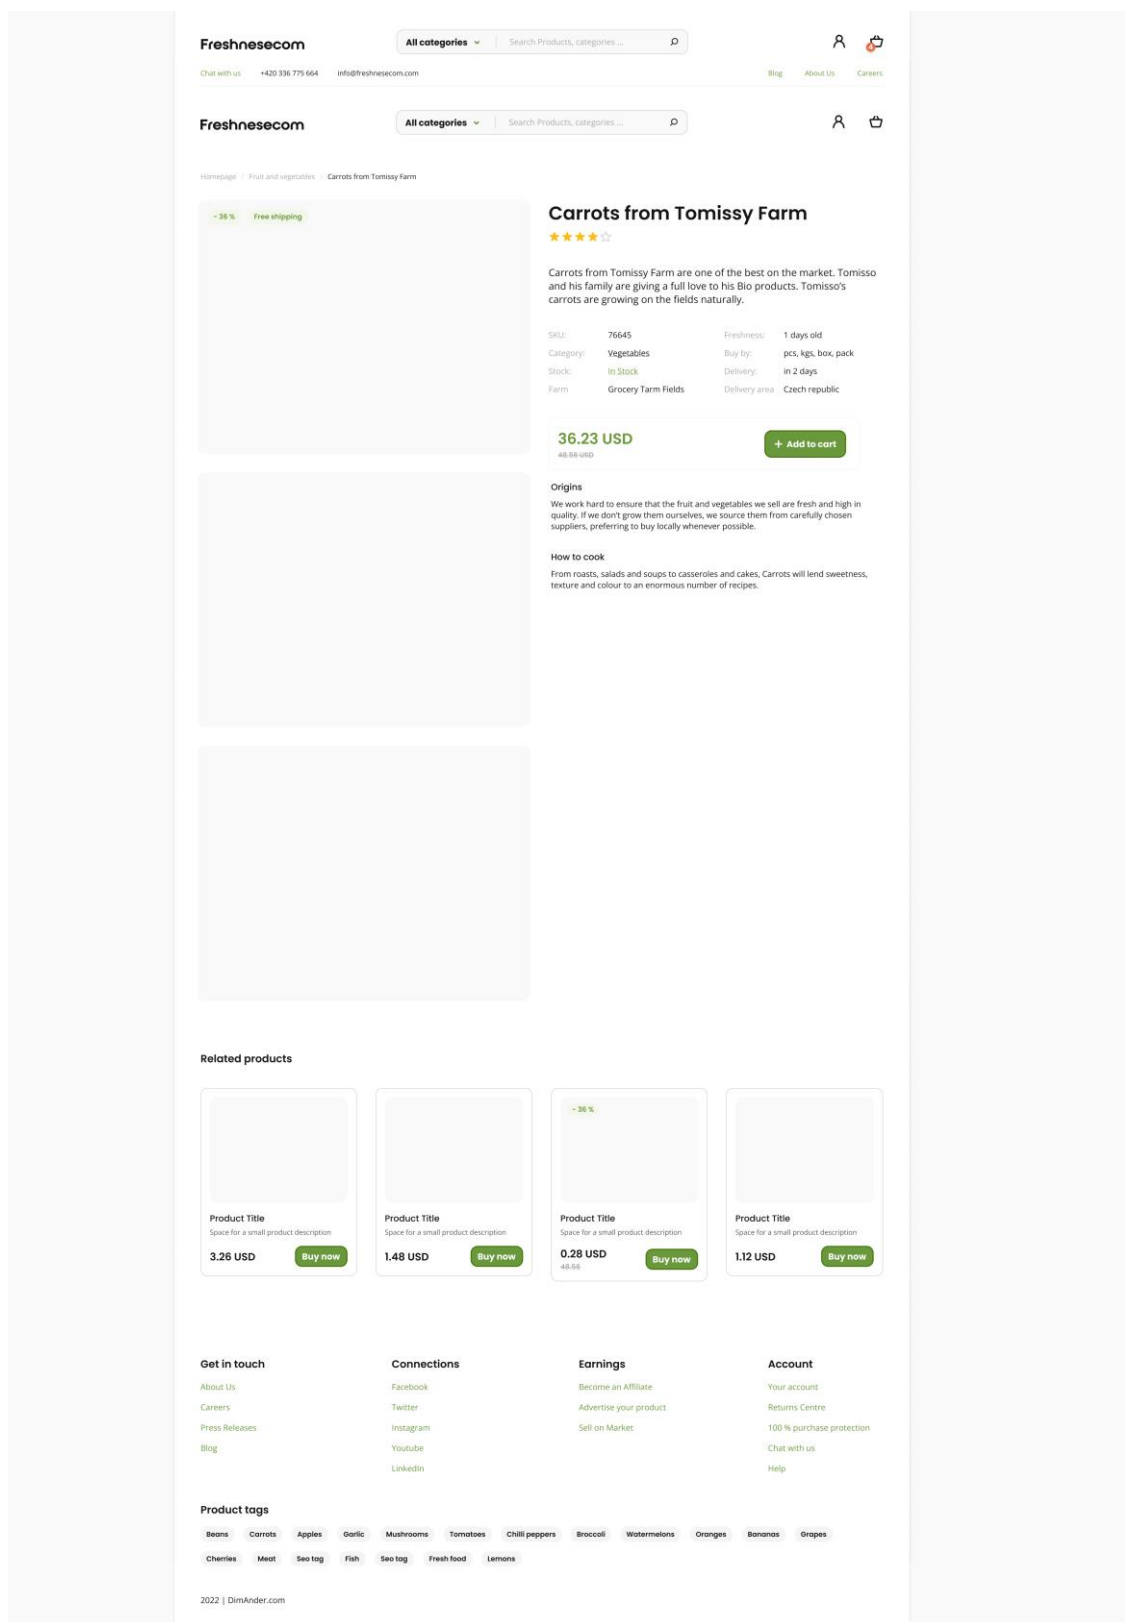 Freshnesecom
All categories
Search Products, categories ...
4
Chat with us +420 336 775 664 info@freshnesecom.com
Blog About Us Careers
Freshnesecom
All categories
Search Products, categories ...
Homepage / Fruit and vegetables / Carrots from Tomissy Farm
- 36 % Free shipping
Carrots from Tomissy Farm
Carrots from Tomissy Farm are one of the best on the market. Tomisso
and his family are giving a full love to his Bio products. Tomisso's
carrots are growing on the fields naturally.
SKU: 76645 Freshness: 1 days old
Category: Vegetables Buy by: pcs, kgs, box, pack
Stock: In Stock Delivery: in 2 days
Farm Grocery Tarm Fields Delivery area Czech republic
36.23 USD
48.56 USD
+ Add to cart
Origins
We work hard to ensure that the fruit and vegetables we sell are fresh and high in
quality. If we don't grow them ourselves, we source them from carefully chosen
suppliers, preferring to buy locally whenever possible.
How to cook
From roasts, salads and soups to casseroles and cakes, Carrots will lend sweetness,
texture and colour to an enormous number of recipes.
Related products
Product Title
Space for a small product description
3.26 USD
Buy now
Product Title
Space for a small product description
1.48 USD
Buy now
- 36 %
Product Title
Space for a small product description
0.28 USD
48.56
Buy now
Product Title
Space for a small product description
1.12 USD
Buy now
Get in touch
About Us
Careers
Press Releases
Blog
Connections
Facebook
Twitter
Instagram
Youtube
LinkedIn
Earnings
Become an Affiliate
Advertise your product
Sell on Market
Account
Your account
Returns Centre
100 % purchase protection
Chat with us
Help
Product tags
Beans Carrots Apples Garlic Mushrooms Tomatoes Chilli peppers Broccoli Watermelons Oranges Bananas Grapes
Cherries Meat Seo tag Fish Seo tag Fresh food Lemons
2022 | DimAnder.com